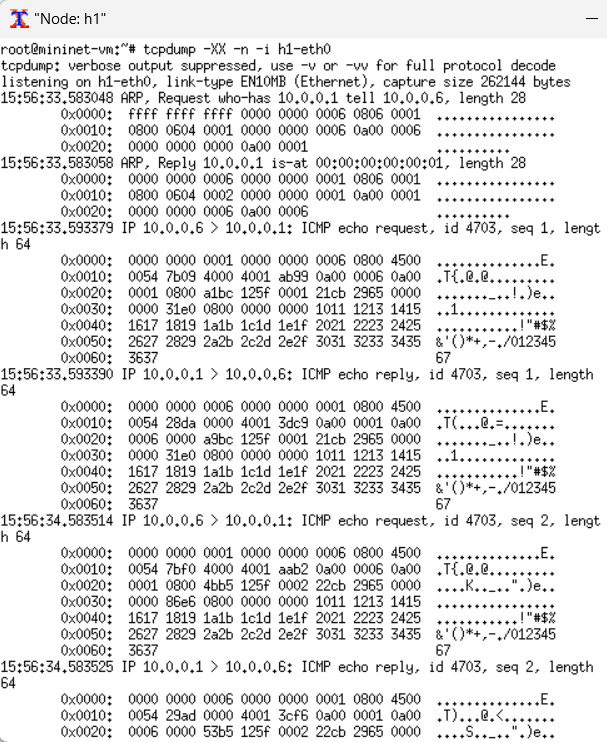 "Node: h1"
root@mininet-vm:~# tcpdump -XX -n -i h1-eth0
tcpdump: verbose output suppressed, use -v or -vv for full protocol decode
listening on h1-eth0, link-type EN10MB (Ethernet), capture size 262144 bytes
15:56:33.583048 ARP, Request who-has 10.0.0.1 tell 10.0.0.6, length 28
0x0000:  ffff ffff ffff 0000 0000 0006 0806 0001  ................
0x0010:  0800 0604 0001 0000 0000 0006 0a00 0006  ................
0x0020:  0000 0000 0000 0a00 0001                 ..........
15:56:33.583058 ARP, Reply 10.0.0.1 is-at 00:00:00:00:00:01, length 28
0x0000:  0000 0000 0006 0000 0000 0001 0806 0001  ................
0x0010:  0800 0604 0002 0000 0000 0001 0a00 0001  ................
0x0020:  0000 0000 0006 0a00 0006                 ..........
15:56:33.593379 IP 10.0.0.6 > 10.0.0.1: ICMP echo request, id 4703, seq 1, lengt
h 64
0x0000:  0000 0000 0001 0000 0000 0006 0800 4500  ..............E.
0x0010:  0054 7b09 4000 4001 ab99 0a00 0006 0a00  .T{.@.@.........
0x0020:  0001 0800 a1bc 125f 0001 21cb 2965 0000  ......._..!.)e..
0x0030:  0000 31e0 0800 0000 0000 1011 1213 1415  ..1.............
0x0040:  1617 1819 1a1b 1c1d 1e1f 2021 2223 2425  ...........!"#$%
0x0050:  2627 2829 2a2b 2c2d 2e2f 3031 3233 3435  &'()*+,-./012345
0x0060:  3637                                     67
15:56:33.593390 IP 10.0.0.1 > 10.0.0.6: ICMP echo reply, id 4703, seq 1, length
64
0x0000:  0000 0000 0006 0000 0000 0001 0800 4500  ..............E.
0x0010:  0054 28da 0000 4001 3dc9 0a00 0001 0a00  .T(...@.=.......
0x0020:  0006 0000 a9bc 125f 0001 21cb 2965 0000  ......._..!.)e..
0x0030:  0000 31e0 0800 0000 0000 1011 1213 1415  ..1.............
0x0040:  1617 1819 1a1b 1c1d 1e1f 2021 2223 2425  ...........!"#$%
0x0050:  2627 2829 2a2b 2c2d 2e2f 3031 3233 3435  &'()*+,-./012345
0x0060:  3637                                     67
15:56:34.583514 IP 10.0.0.6 > 10.0.0.1: ICMP echo request, id 4703, seq 2, lengt
h 64
0x0000:  0000 0000 0001 0000 0000 0006 0800 4500  ..............E.
0x0010:  0054 7bf0 4000 4001 aab2 0a00 0006 0a00  .T{.@.@.........
0x0020:  0001 0800 4bb5 125f 0002 22cb 2965 0000  ....K.._..".)e..
0x0030:  0000 86e6 0800 0000 0000 1011 1213 1415  ................
0x0040:  1617 1819 1a1b 1c1d 1e1f 2021 2223 2425  ...........!"#$%
0x0050:  2627 2829 2a2b 2c2d 2e2f 3031 3233 3435  &'()*+,-./012345
0x0060:  3637                                     67
15:56:34.583525 IP 10.0.0.1 > 10.0.0.6: ICMP echo reply, id 4703, seq 2, length
64
0x0000:  0000 0000 0006 0000 0000 0001 0800 4500  ..............E.
0x0010:  0054 29ad 0000 4001 3cf6 0a00 0001 0a00  .T)...@.<.......
0x0020:  0006 0000 53b5 125f 0002 22cb 2965 0000  ....S.._..".)e..